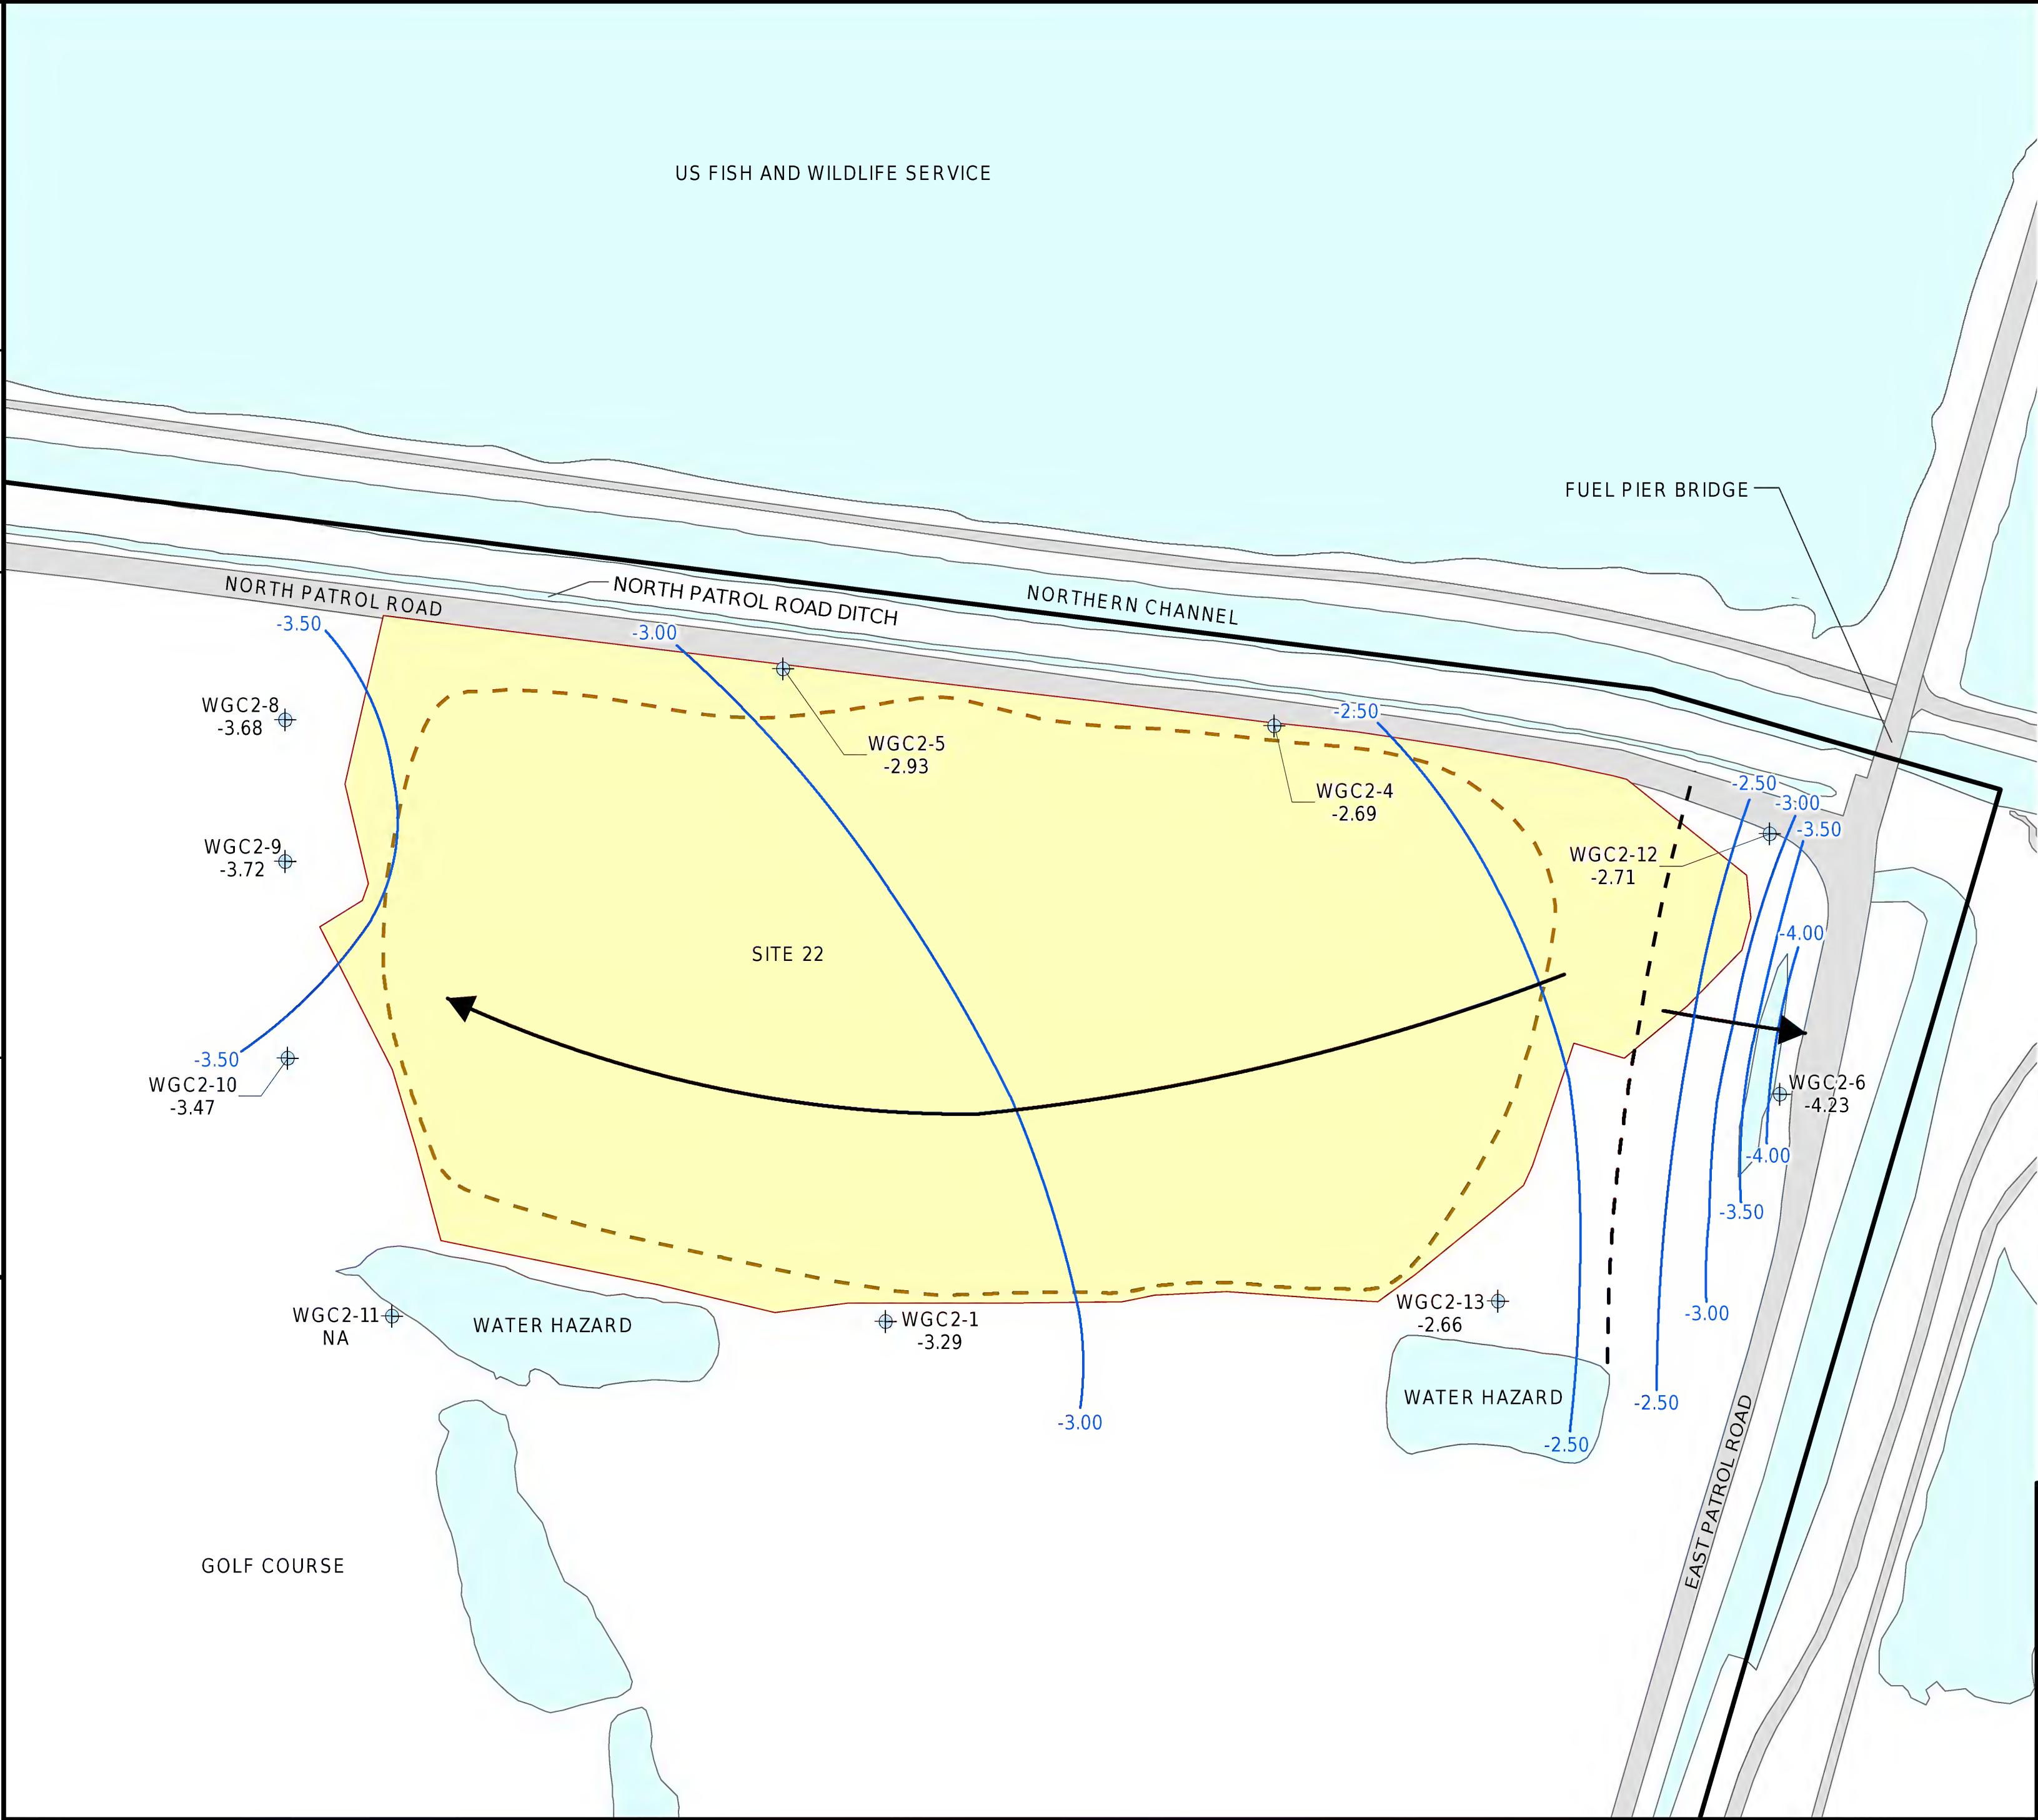 US FISH AND WILDLIFE SERVICE
FUEL PIER BRIDGE
NORTH PATROL ROAD
NORTH PATROL ROAD DITCH
NORTHERN CHANNEL
-3.50
-3.00
WGC2-8
-3.68
-2.50
WGC2-5
-2.93
WGC2-4
-2.69
-2.50
-3.00
-3.50
WGC2-9
-3.72
WGC2-12
-2.71
-4.00
SITE 22
-3.50
WGC2-10
-3.47
WGC2-6
-4.23
-4.00
-3.50
WGC2-11
NA
WATER HAZARD
WGC2-1
-3.29
WGC2-13
-2.66
-3.00
WATER HAZARD
-2.50
-3.00
-2.50
EAST PATROL ROAD
GOLF COURSE